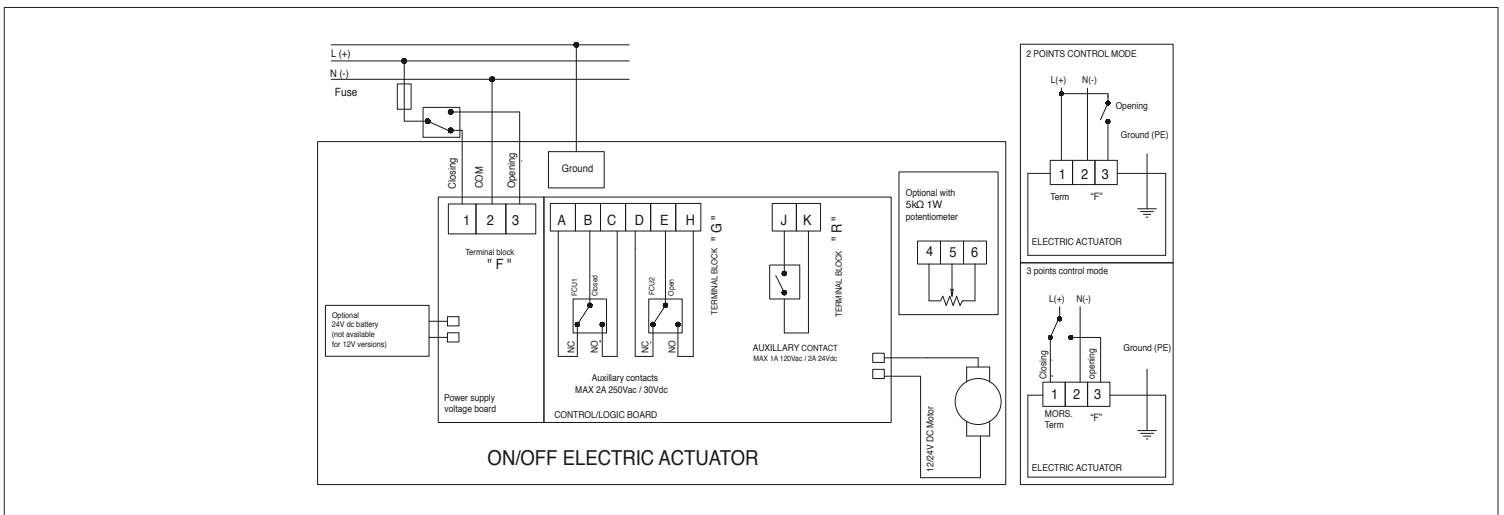 L (+)
N (-)
Fuse
Closing
COM
Opening
Ground
1 2 3
Terminal block
" F "
Optional
24V dc battery
(not available
for 12V versions)
Power supply
voltage board
A B C D E H
TERMINAL BLOCK " G "
FCU1
Closed
FCU2
Open
NC
NO
NC
NO
Auxillary contacts
MAX 2A 250Vac / 30Vdc
CONTROL/LOGIC BOARD
J K
TERMINAL BLOCK " R "
AUXILLARY CONTACT
MAX 1A 120Vac / 2A 24Vdc
Optional with
5kΩ 1W
potentiometer
4 5 6
12/24V DC Motor
ON/OFF ELECTRIC ACTUATOR
2 POINTS CONTROL MODE
L(+) N(-)
Opening
Ground (PE)
1 2 3
Term "F"
ELECTRIC ACTUATOR
3 points control mode
L(+) N(-)
Ground (PE)
Closing
opening
1 2 3
MORS.
Term "F"
ELECTRIC ACTUATOR